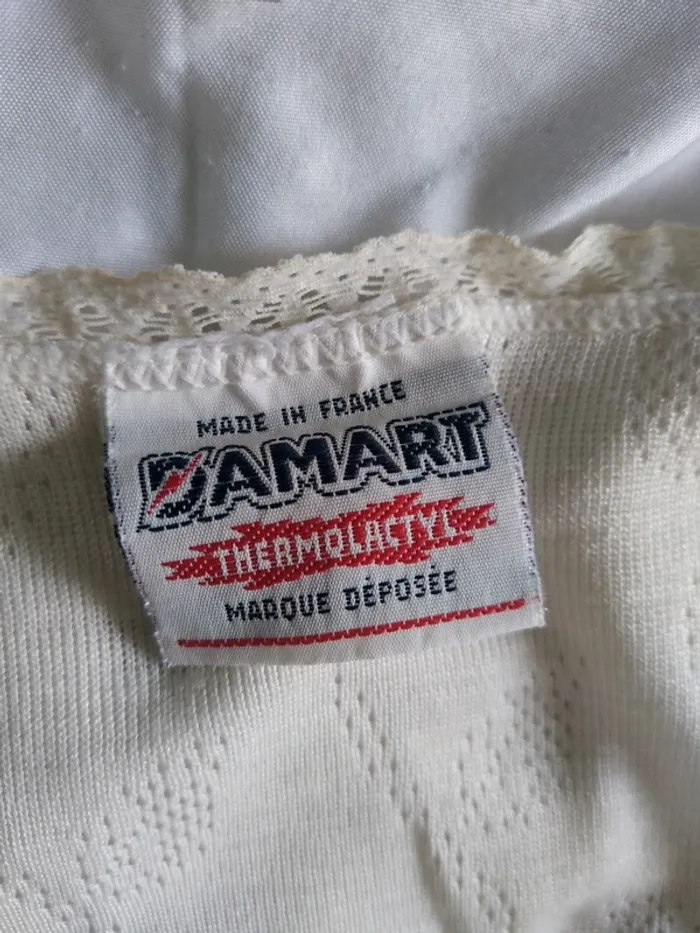 MADE IN FRANCE
DAMART
THERMOLACTYL
MARQUE DÉPOSÉE